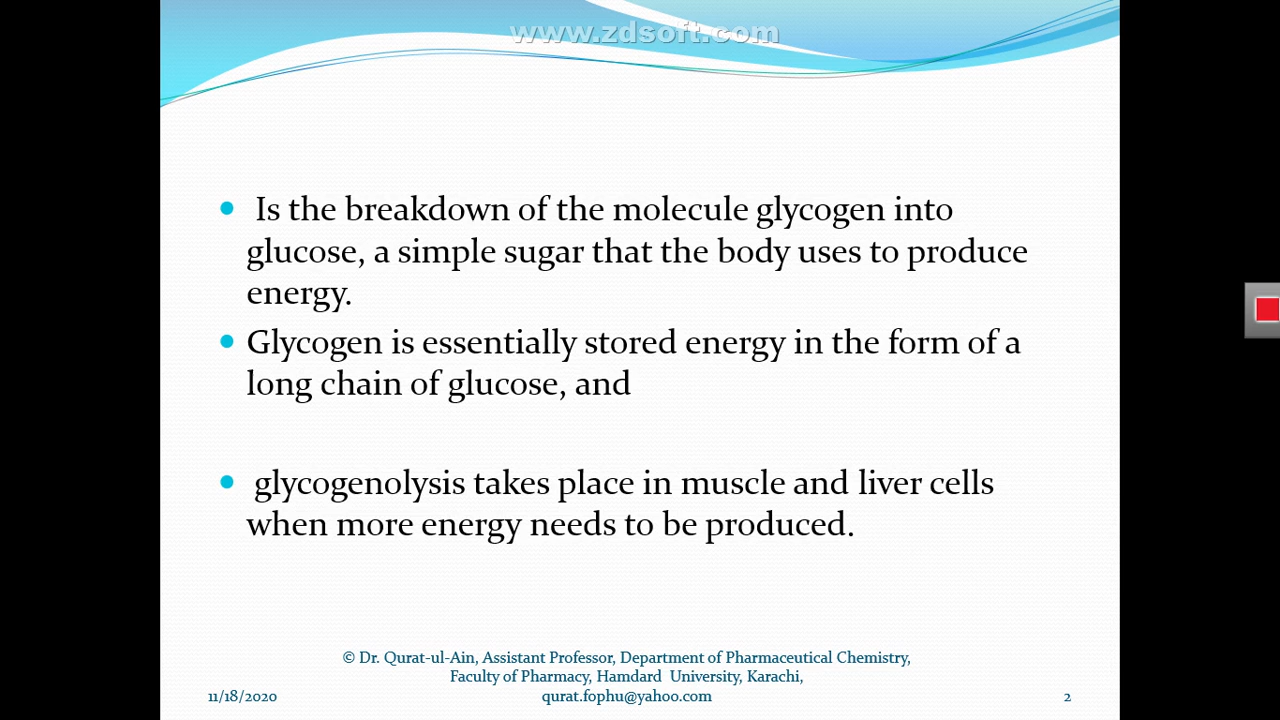 www.zdsoft.com
Is the breakdown of the molecule glycogen into
glucose, a simple sugar that the body uses to produce
energy.
Glycogen is essentially stored energy in the form of a
long chain of glucose, and
glycogenolysis takes place in muscle and liver cells
when more energy needs to be produced.
© Dr. Qurat-ul-Ain, Assistant Professor, Department of Pharmaceutical Chemistry,
Faculty of Pharmacy, Hamdard University, Karachi,
11/18/2020 qurat.fophu@yahoo.com 2